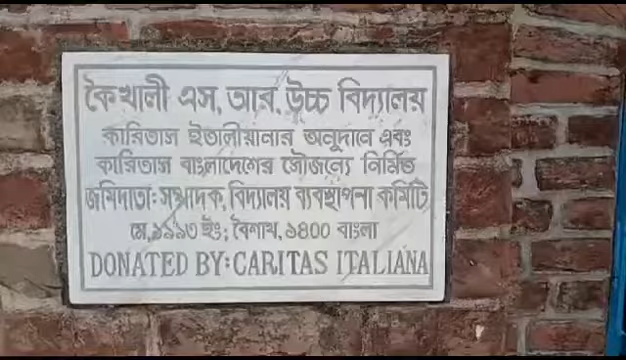 কৈখালী এস, আর, উচ্চ বিদ্যালয়
কারিতাস ইতালীয়ানার অনুদানে এবং
কারিতাস বাংলাদেশের সৌজন্যে নির্মিত
জমিদাতা: সম্পাদক, বিদ্যালয় ব্যবস্থাপনা কমিটি
মে, ১৯৯৩ ইং; বৈশাখ, ১৪০০ বাংলা
DONATED BY: CARITAS ITALIANA